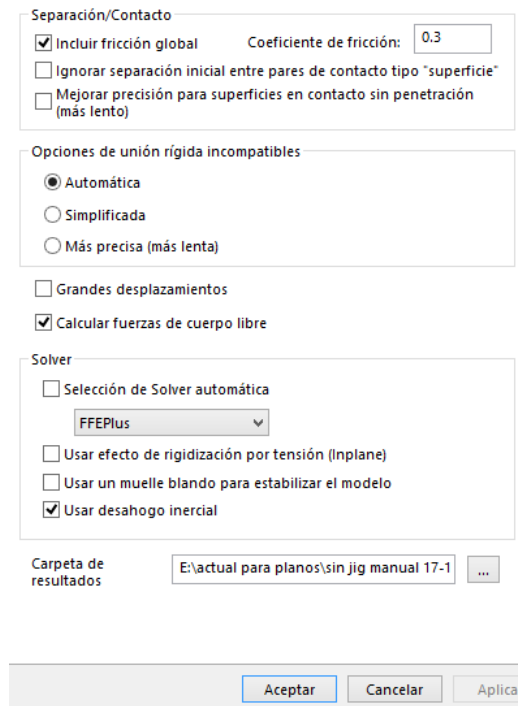 Separación/Contacto
Incluir fricción global Coeficiente de fricción: 0.3
Ignorar separación inicial entre pares de contacto tipo "superficie"
Mejorar precisión para superficies en contacto sin penetración
(más lento)
Opciones de unión rígida incompatibles
Automática
Simplificada
Más precisa (más lenta)
Grandes desplazamientos
Calcular fuerzas de cuerpo libre
Solver
Selección de Solver automática
FFEPlus
Usar efecto de rigidización por tensión (Inplane)
Usar un muelle blando para estabilizar el modelo
Usar desahogo inercial
Carpeta de
resultados
E:\actual para planos\sin jig manual 17-1
...
Aceptar Cancelar Aplica